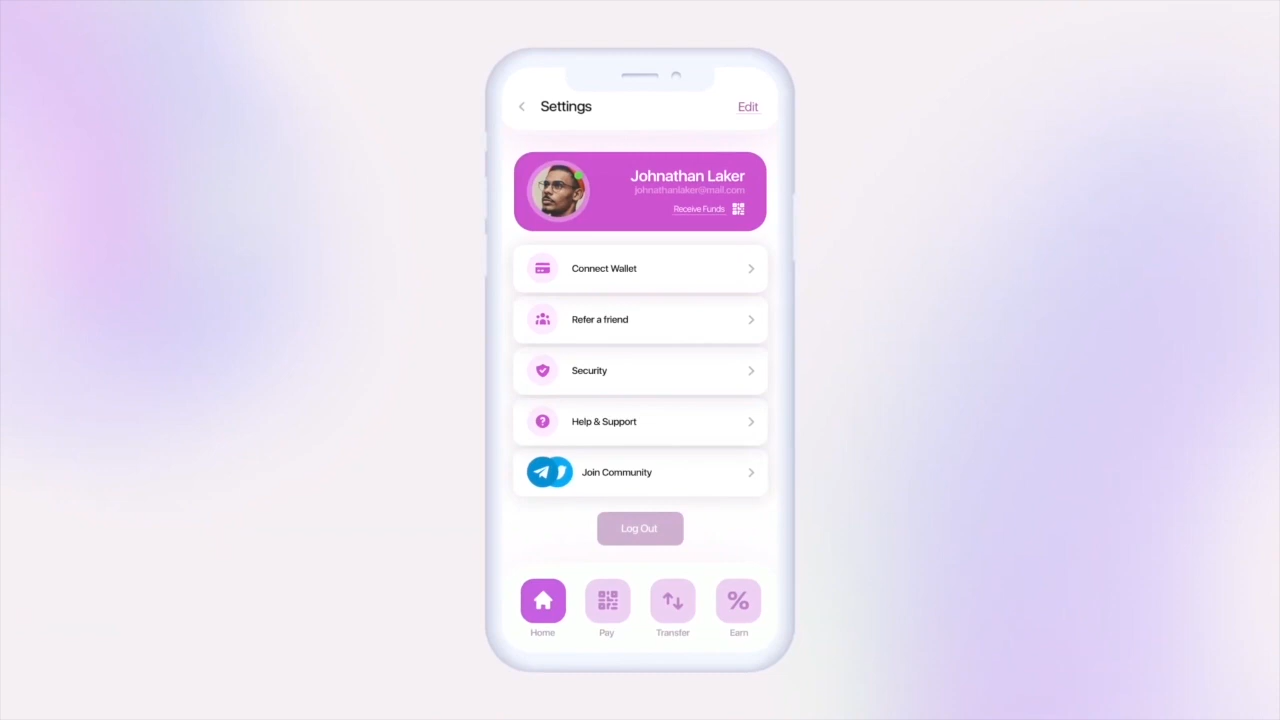 Settings
Edit
Johnathan Laker
johnathanlaker@mail.com
Receive Funds
Connect Wallet
Refer a friend
Security
Help & Support
Join Community
Log Out
Home
Pay
Transfer
Earn